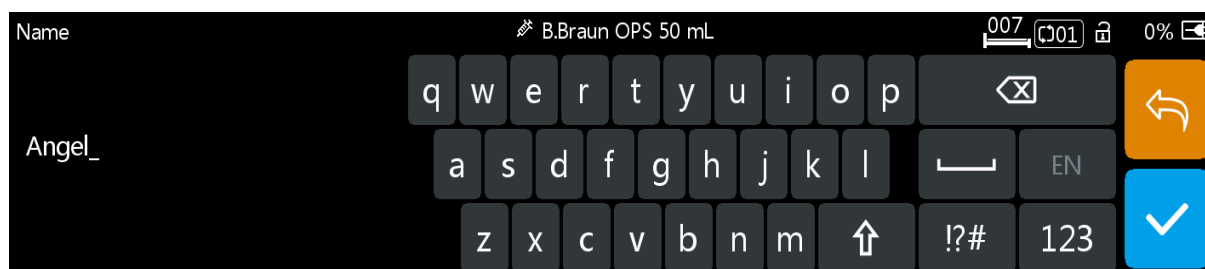 Name
B.Braun OPS 50 mL
007
01
0%
Angel_
q w e r t y u i o p
a s d f g h j k l
EN
z x c v b n m
!?#
123